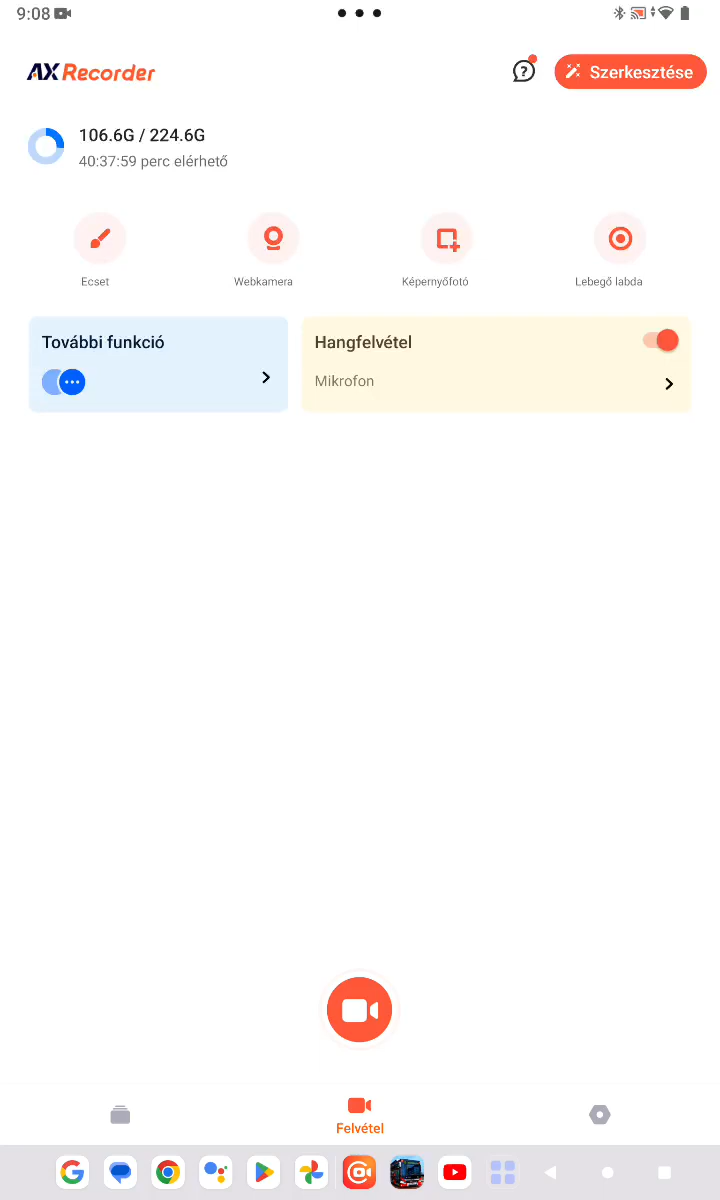 9:08
AX Recorder
Szerkesztése
106.6G / 224.6G
40:37:59 perc elérhető
Ecset
Webkamera
Képernyőfotó
Lebegő labda
További funkció
Hangfelvétel
Mikrofon
Felvétel